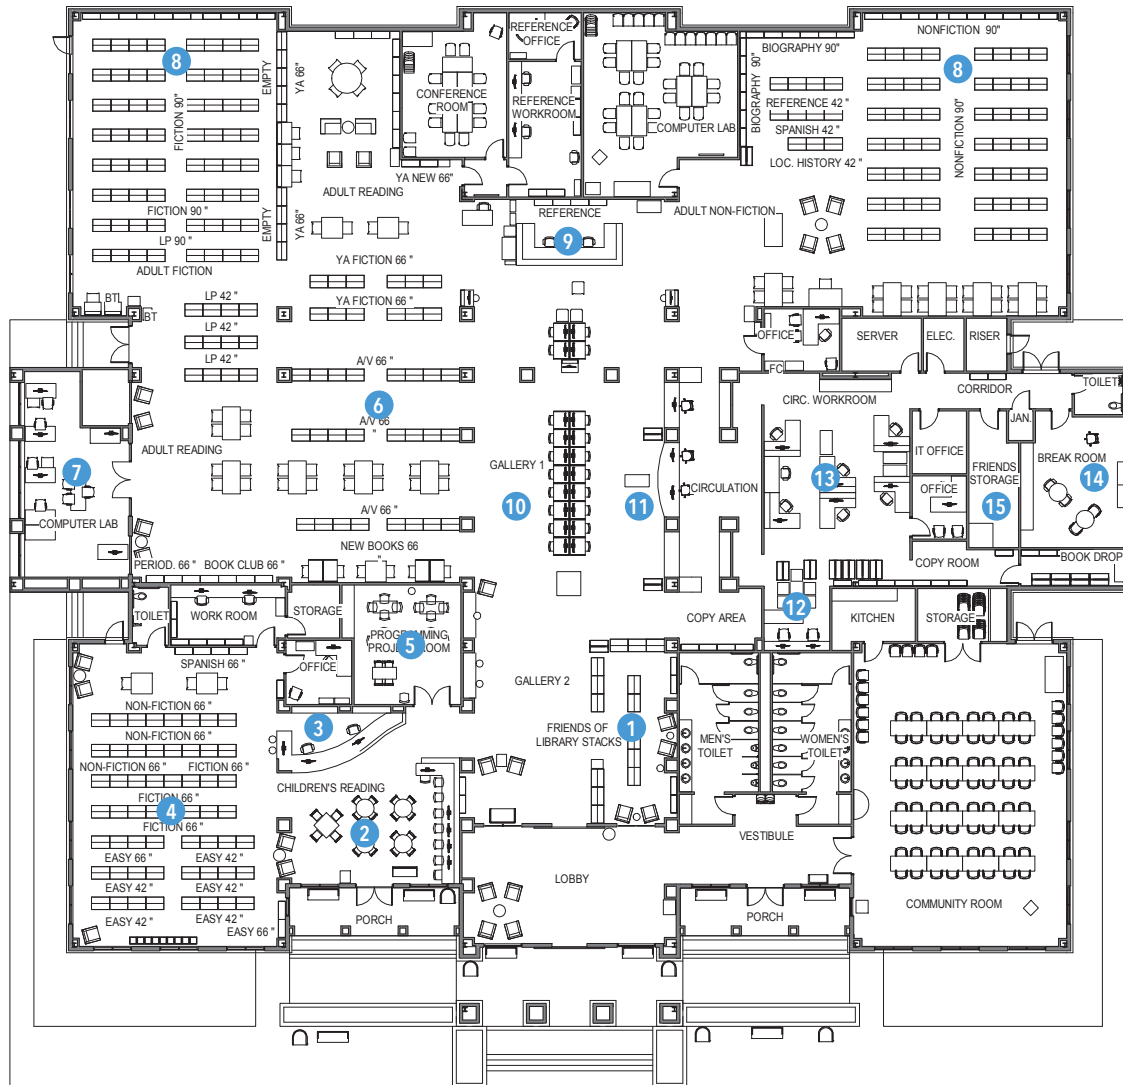 REFERENCE
OFFICE
NONFICTION 90"
BIOGRAPHY 90"
8
8
EMPTY
YA 66"
FICTION 90"
CONFERENCE
ROOM
REFERENCE
WORKROOM
COMPUTER LAB
BIOGRAPHY 90"
REFERENCE 42 "
SPANISH 42 "
LOC. HISTORY 42"
NONFICTION 90"
YA NEW 66"
ADULT READING
FICTION 90 "
EMPTY
YA 66"
REFERENCE
ADULT NON-FICTION
LP 90 "
ADULT FICTION
9
YA FICTION 66 "
BT
BT
LP 42 "
YA FICTION 66 "
LP 42 "
LP 42"
OFFICE
SERVER
ELEC.
RISER
A/V 66 "
FC
CIRC. WORKROOM
CORRIDOR
TOILET
6
A/V 66
"
JAN.
ADULT READING
7
GALLERY 1
CIRCULATION
13
IT OFFICE
FRIENDS
STORAGE
BREAK ROOM
14
OFFICE
10
11
15
COMPUTER LAB
A/V 66 "
NEW BOOKS 66
"
PERIOD. 66 "
BOOK CLUB 66"
COPY ROOM
BOOK DROP
TOILET
WORK ROOM
STORAGE
12
COPY AREA
KITCHEN
STORAGE
PROGRAMMING
PROJECT ROOM
5
SPANISH 66 "
OFFICE
GALLERY 2
NON-FICTION 66 "
3
1
FRIENDS OF
LIBRARY STACKS
MEN'S
TOILET
WOMEN'S
TOILET
NON-FICTION 66 "
NON-FICTION 66 "
FICTION 66 "
CHILDREN'S READING
FICTION 66 "
4
FICTION 66 "
2
VESTIBULE
EASY 66 "
EASY 42 "
LOBBY
EASY 42 "
EASY 42 "
COMMUNITY ROOM
EASY 42 "
EASY 42 "
EASY 66 "
PORCH
PORCH